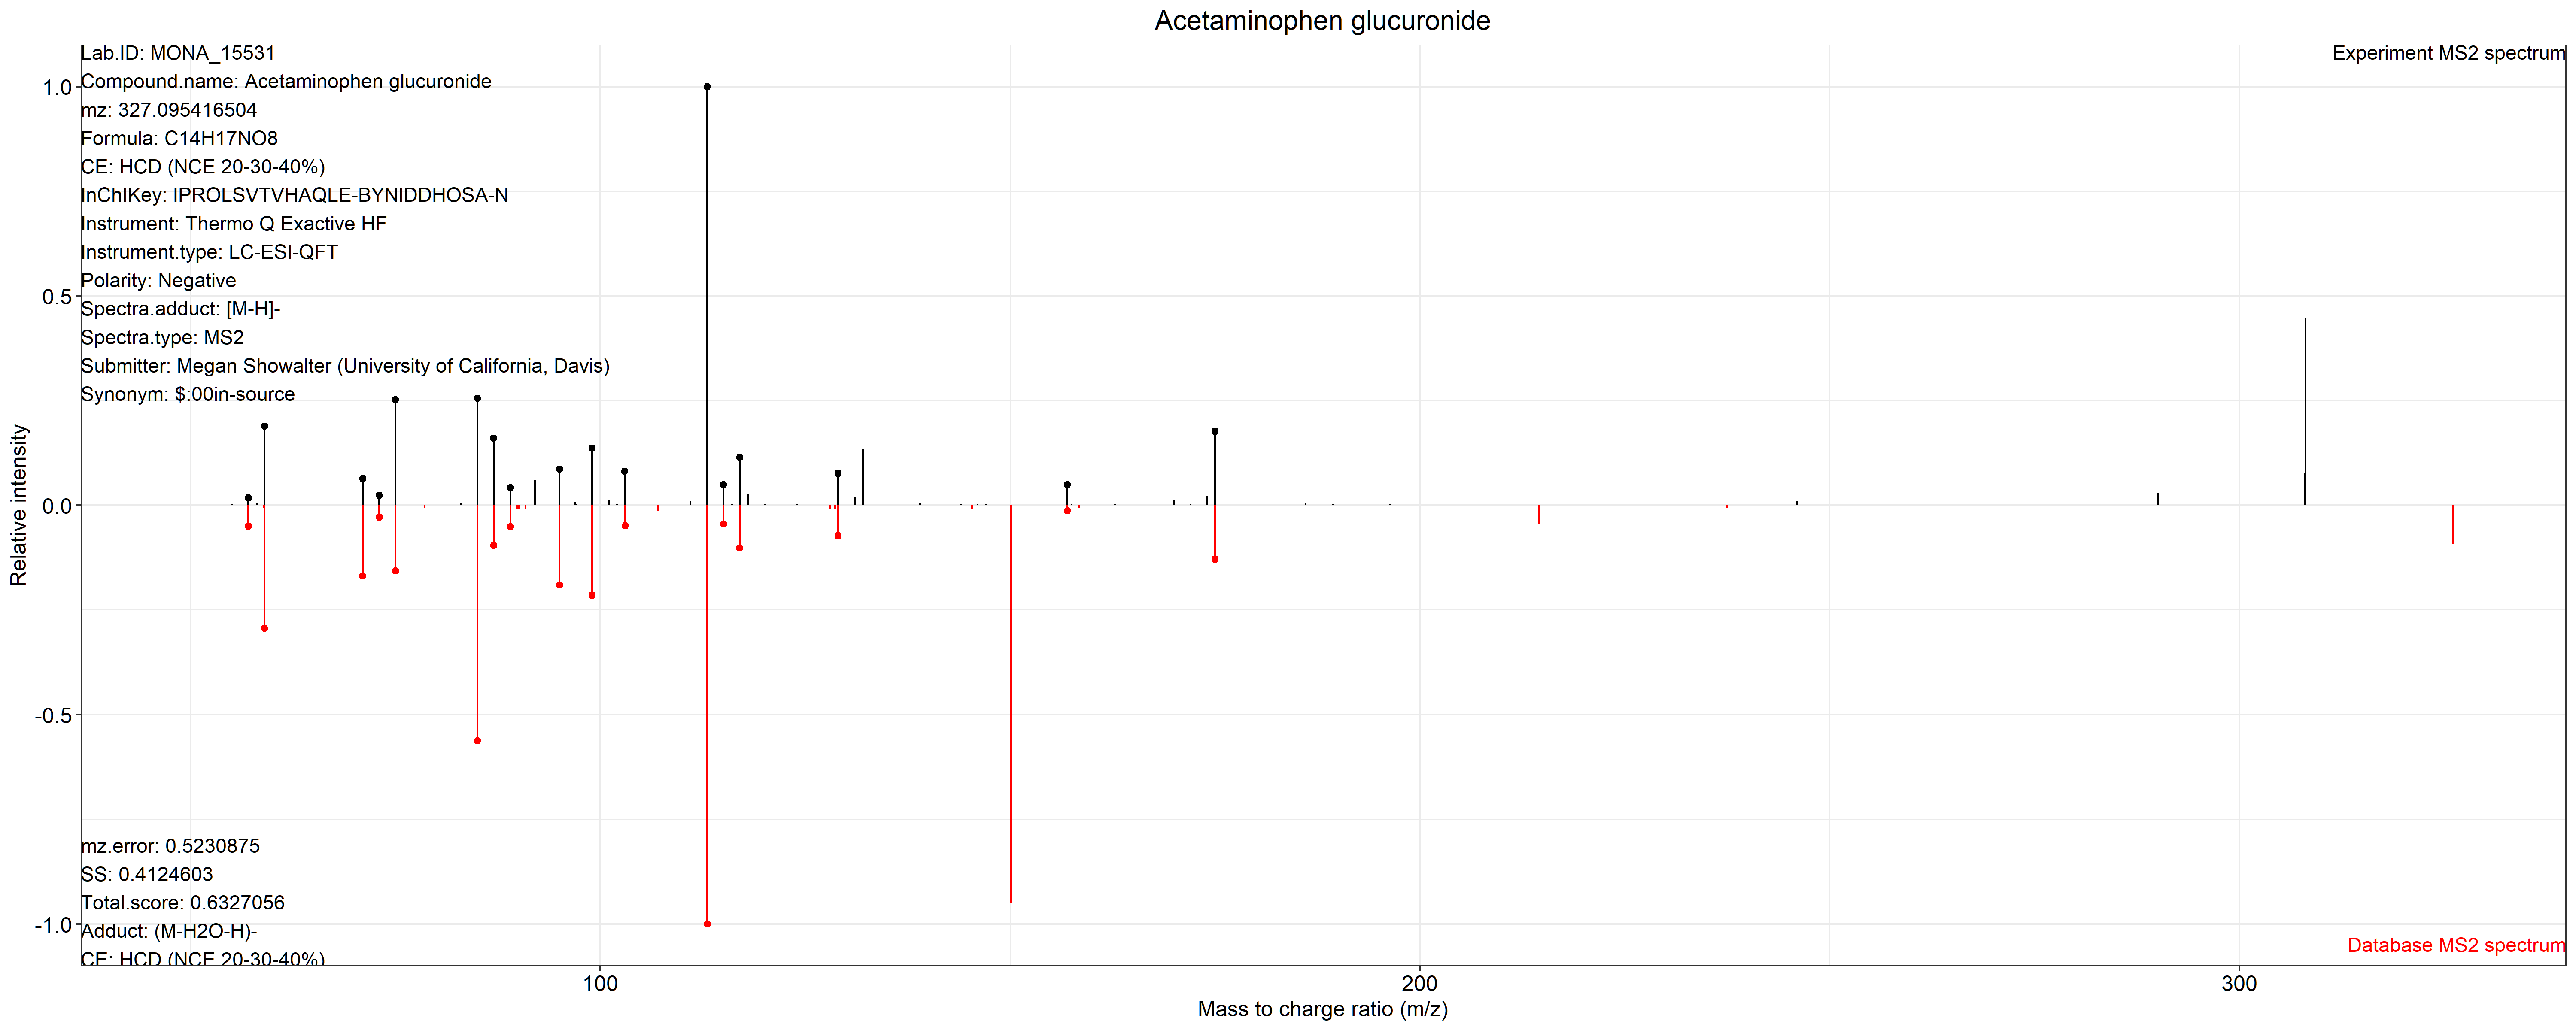 Acetaminophen glucuronide
Lab.ID: MONA_15531
Experiment MS2 spectrum
Compound.name: Acetaminophen glucuronide
mz: 327.095416504
Formula: C14H17NO8
CE: HCD (NCE 20-30-40%)
InChIKey: IPROLSVTVHAQLE-BYNIDDHOSA-N
Instrument: Thermo Q Exactive HF
Instrument.type: LC-ESI-QFT
Polarity: Negative
Spectra.adduct: [M-H]-
Spectra.type: MS2
Submitter: Megan Showalter (University of California, Davis)
Synonym: $:00in-source
1.0
0.5
0.0
-0.5
-1.0
Relative intensity
mz.error: 0.5230875
SS: 0.4124603
Total.score: 0.6327056
Adduct: (M-H2O-H)-
CE: HCD (NCE 20-30-40%)
Database MS2 spectrum
100
200
300
Mass to charge ratio (m/z)